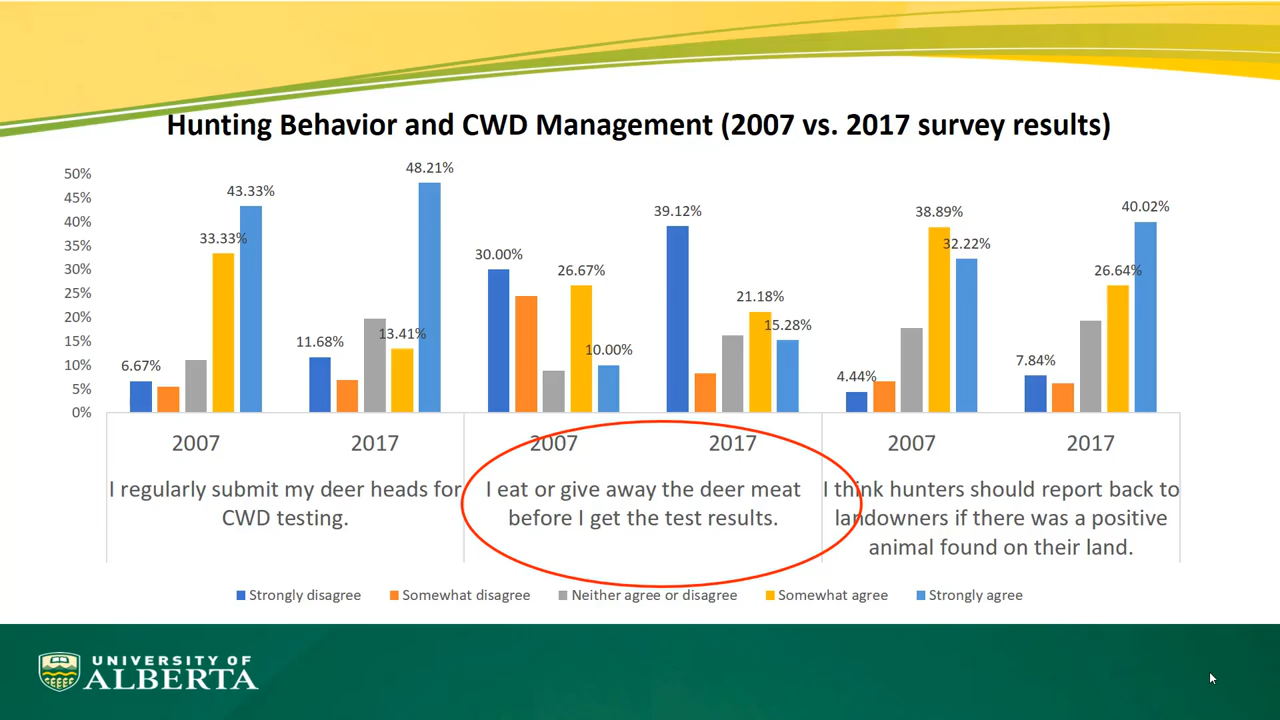 Hunting Behavior and CWD Management (2007 vs. 2017 survey results)
50%
45%
40%
35%
30%
25%
20%
15%
10%
5%
0%
6.67%
33.33%
43.33%
11.68%
13.41%
48.21%
30.00%
26.67%
10.00%
39.12%
21.18%
15.28%
4.44%
38.89%
32.22%
7.84%
26.64%
40.02%
2007
2017
2007
2017
2007
2017
I regularly submit my deer heads for
CWD testing.
I eat or give away the deer meat
before I get the test results.
I think hunters should report back to
landowners if there was a positive
animal found on their land.
Strongly disagree
Somewhat disagree
Neither agree or disagree
Somewhat agree
Strongly agree
UNIVERSITY OF
ALBERTA